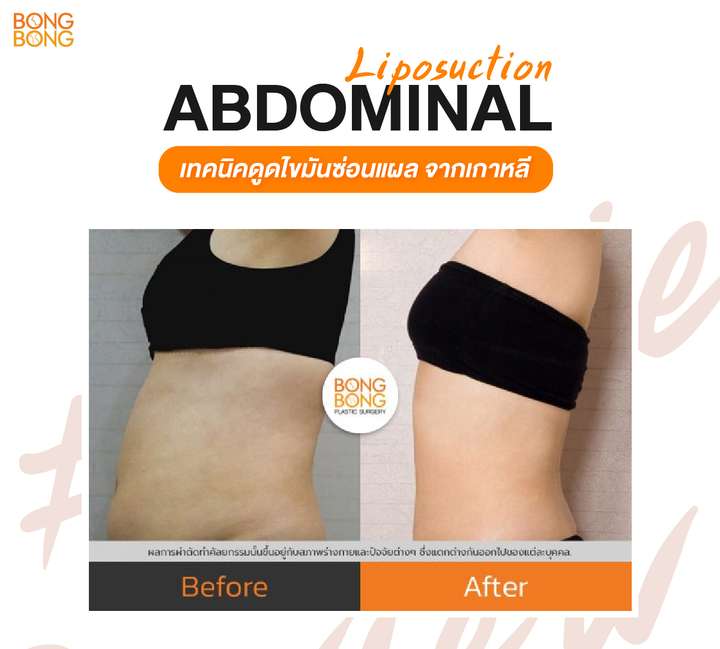 BONG
BONG
Liposuction
ABDOMINAL
เทคนิคดูดไขมันซ่อนแผล จากเกาหลี
BONG
BONG
PLASTIC SURGERY
ผลการผ่าตัดทำศัลยกรรมนั้นขึ้นอยู่กับสภาพร่างกายและปัจจัยต่างๆ ซึ่งแตกต่างกันออกไปของแต่ละบุคคล
Before
After